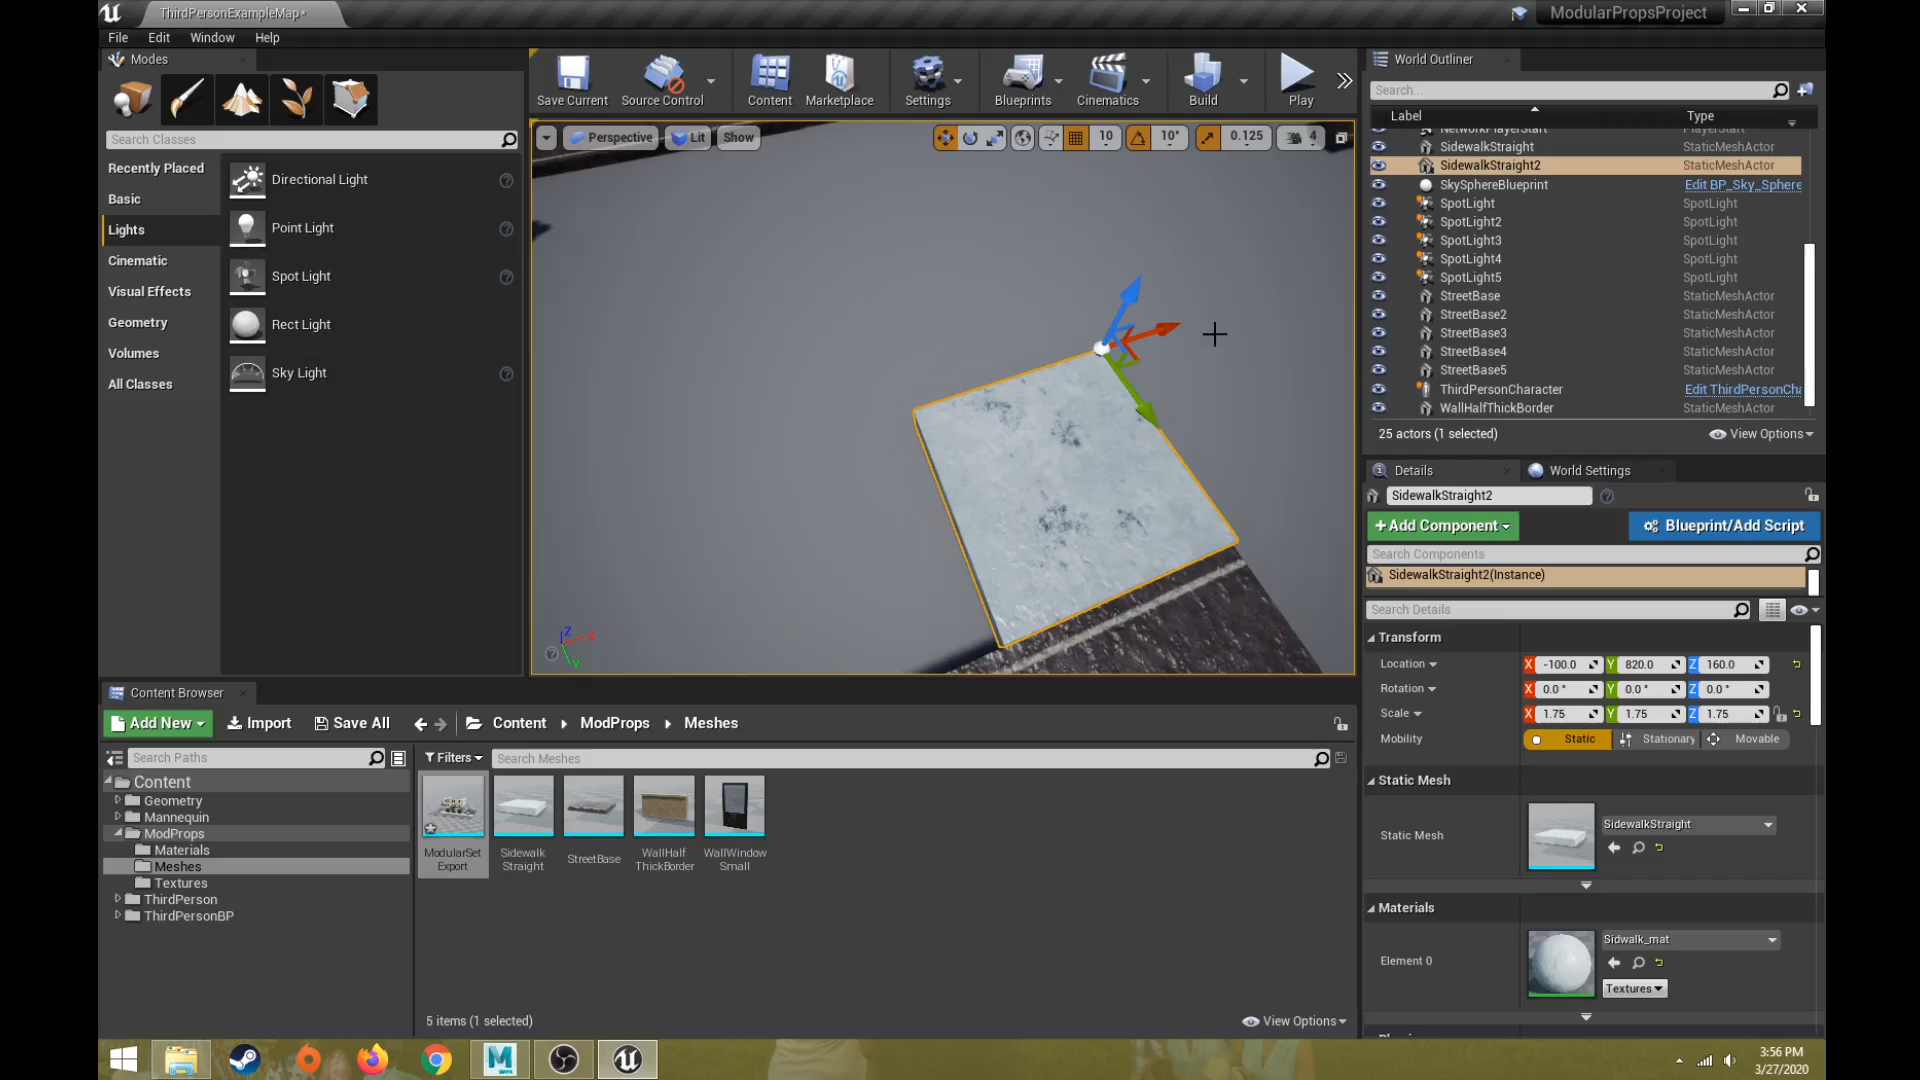 ThirdPersonExampleMap*
ModularPropsProject
File Edit Window Help
Modes
Search Classes
Recently Placed
Basic
Lights
Cinematic
Visual Effects
Geometry
Volumes
All Classes
Directional Light
Point Light
Spot Light
Rect Light
Sky Light
Save Current
Source Control
Content
Marketplace
Settings
Blueprints
Cinematics
Build
Play
Perspective
Lit
Show
10
10°
0.125
4
Z
X
Y
World Outliner
Search...
Label Type
NetworkPlayerStart PlayerStart
SidewalkStraight StaticMeshActor
SidewalkStraight2 StaticMeshActor
SkySphereBlueprint Edit BP_Sky_Sphere
SpotLight SpotLight
SpotLight2 SpotLight
SpotLight3 SpotLight
SpotLight4 SpotLight
SpotLight5 SpotLight
StreetBase StaticMeshActor
StreetBase2 StaticMeshActor
StreetBase3 StaticMeshActor
StreetBase4 StaticMeshActor
StreetBase5 StaticMeshActor
ThirdPersonCharacter Edit ThirdPersonCha
WallHalfThickBorder StaticMeshActor
25 actors (1 selected)
View Options
Details
World Settings
SidewalkStraight2
+Add Component
Blueprint/Add Script
Search Components
SidewalkStraight2(Instance)
Search Details
Transform
Location X -100.0 Y 820.0 Z 160.0
Rotation X 0.0 ° Y 0.0 ° Z 0.0 °
Scale X 1.75 Y 1.75 Z 1.75
Mobility Static Stationary Movable
Static Mesh
Static Mesh
SidewalkStraight
Materials
Element 0
Sidwalk_mat
Textures
Content Browser
Add New
Import
Save All
Content
ModProps
Meshes
Search Paths
Filters
Search Meshes
Content
Geometry
Mannequin
ModProps
Materials
Meshes
Textures
ThirdPerson
ThirdPersonBP
ModularSet
Export
Sidewalk
Straight
StreetBase
WallHalf
ThickBorder
WallWindow
Small
5 items (1 selected)
View Options
3:56 PM
3/27/2020